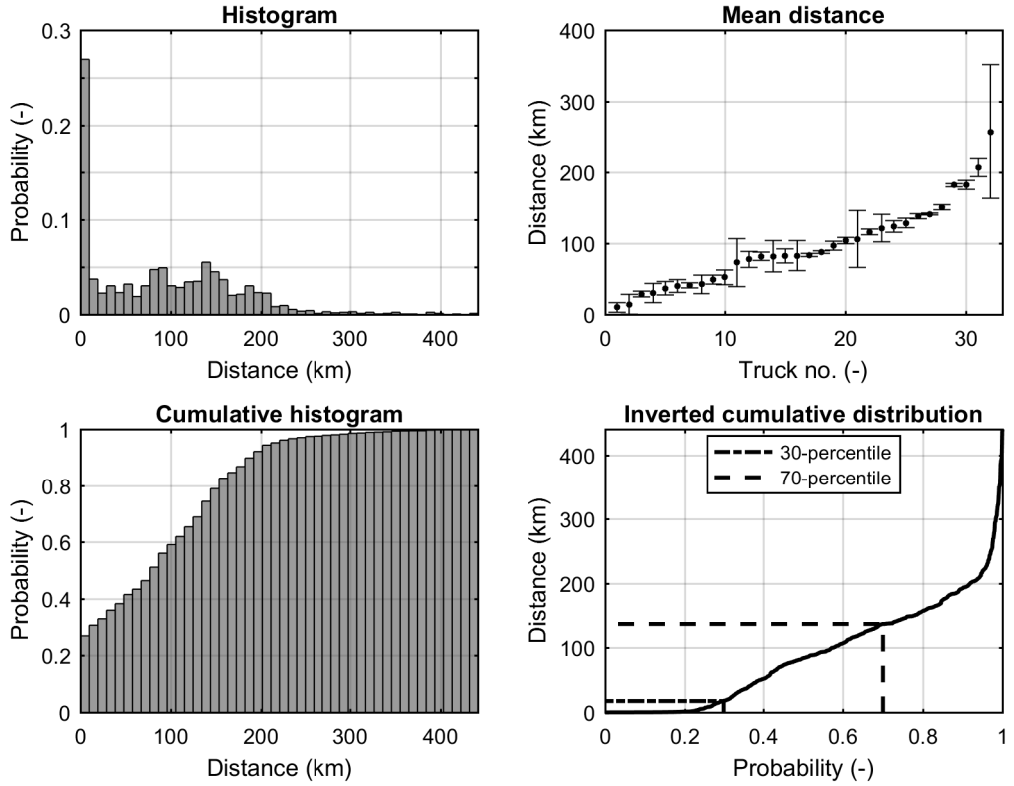 Histogram
0.3
0.2
0.1
0
Probability (-)
0 100 200 300 400
Distance (km)
Mean distance
400
300
200
100
0
Distance (km)
0 10 20 30
Truck no. (-)
Cumulative histogram
1
0.8
0.6
0.4
0.2
0
Probability (-)
0 100 200 300 400
Distance (km)
Inverted cumulative distribution
400
300
200
100
0
Distance (km)
30-percentile
70-percentile
0 0.2 0.4 0.6 0.8 1
Probability (-)